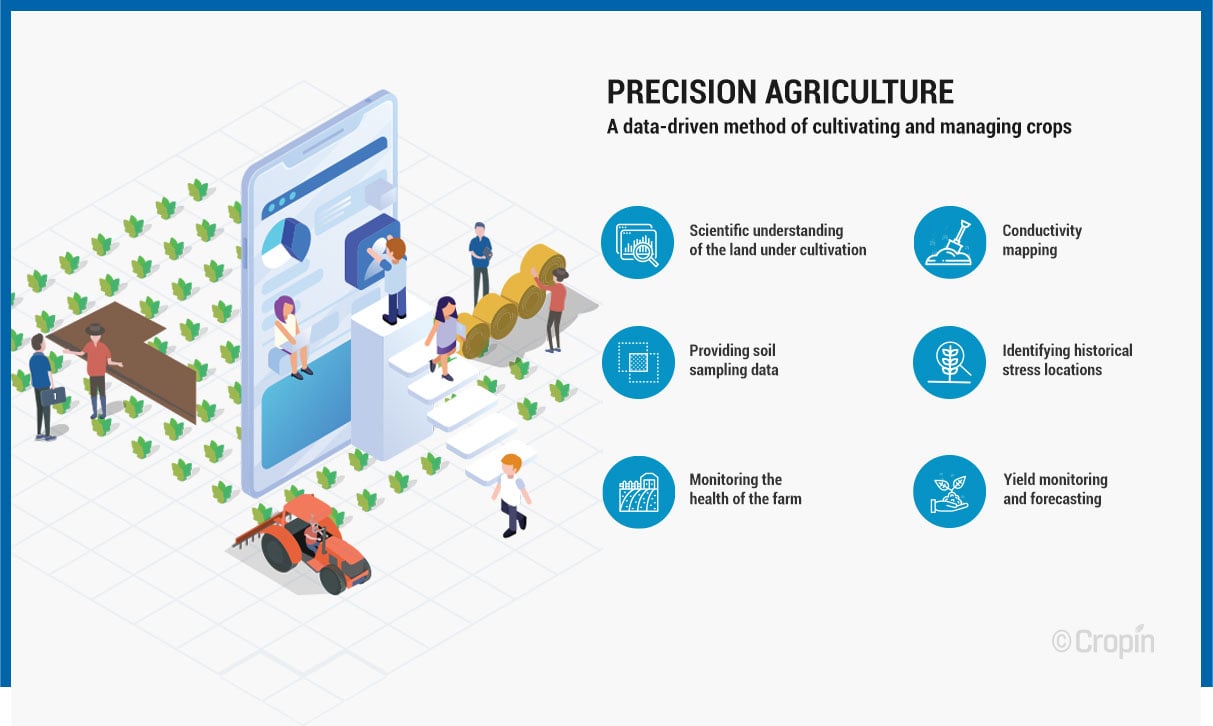 PRECISION AGRICULTURE
A data-driven method of cultivating and managing crops
Scientific understanding
of the land under cultivation
Conductivity
mapping
Providing soil
sampling data
Identifying historical
stress locations
Monitoring the
health of the farm
Yield monitoring
and forecasting
© Cropin